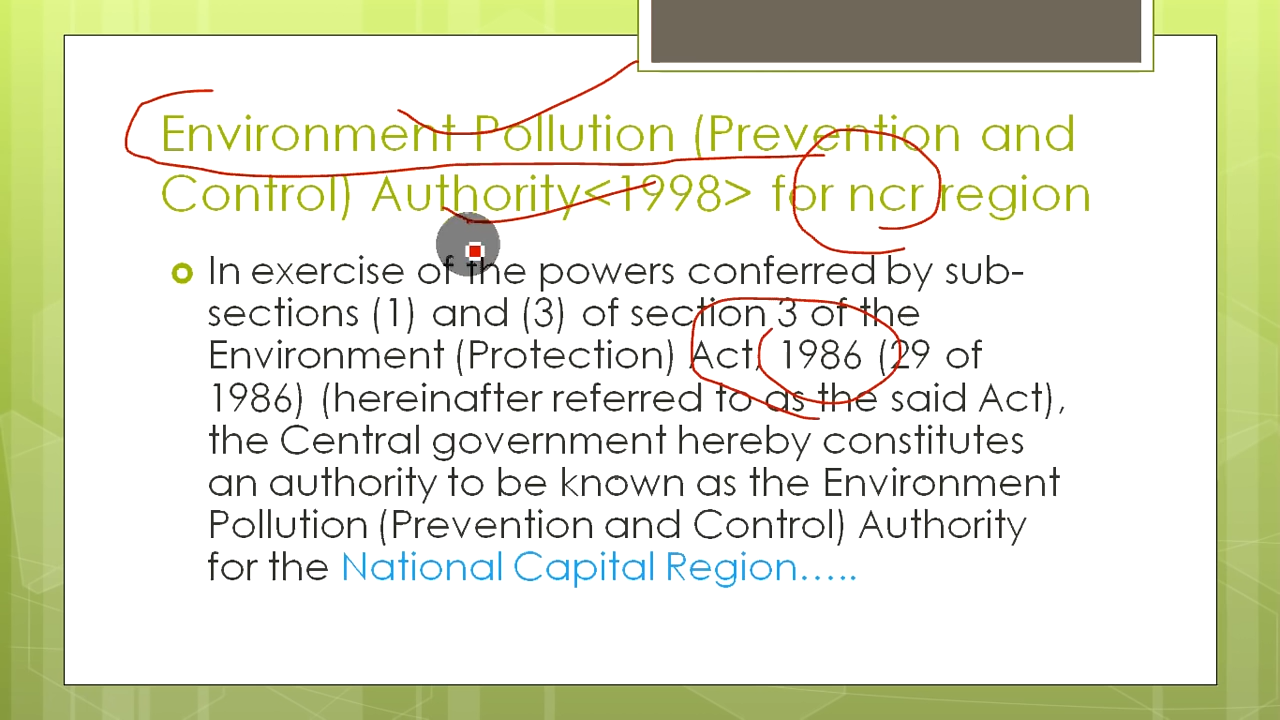 Environment Pollution (Prevention and
Control) Authority<1998> for ncr region
In exercise of the powers conferred by sub-
sections (1) and (3) of section 3 of the
Environment (Protection) Act, 1986 (29 of
1986) (hereinafter referred to as the said Act),
the Central government hereby constitutes
an authority to be known as the Environment
Pollution (Prevention and Control) Authority
for the National Capital Region.....